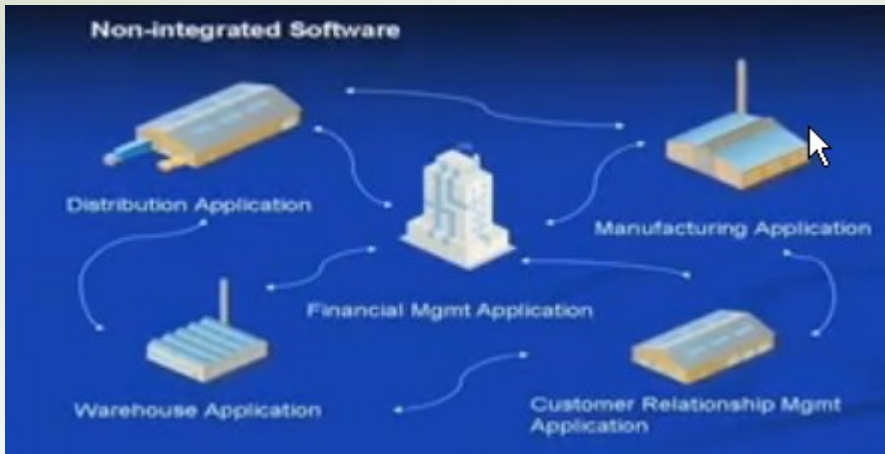 Non-integrated Software
Distribution Application
Manufacturing Application
Financial Mgmt Application
Warehouse Application
Customer Relationship Mgmt
Application